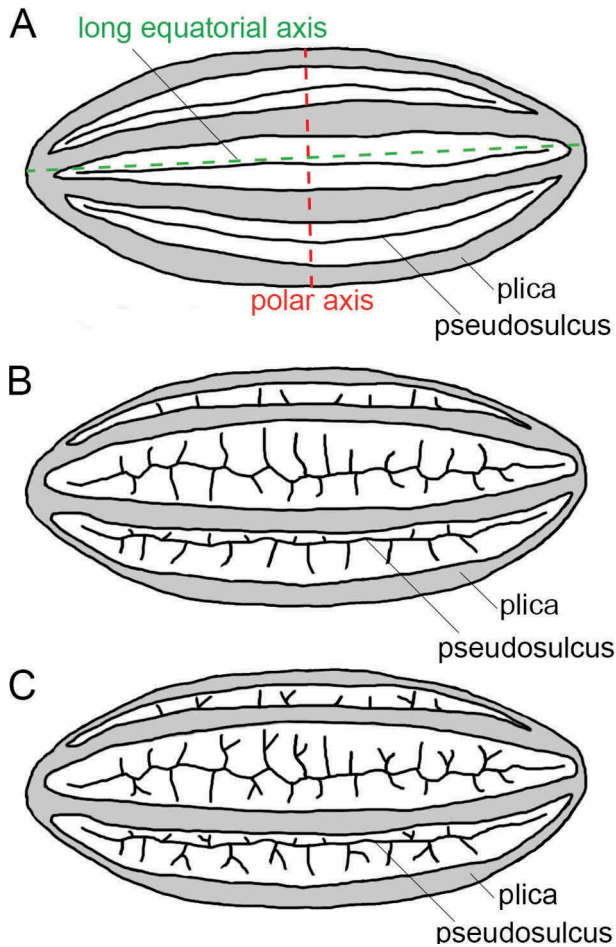 A
long equatorial axis
polar axis
plica
pseudosulcus
B
plica
pseudosulcus
C
plica
pseudosulcus